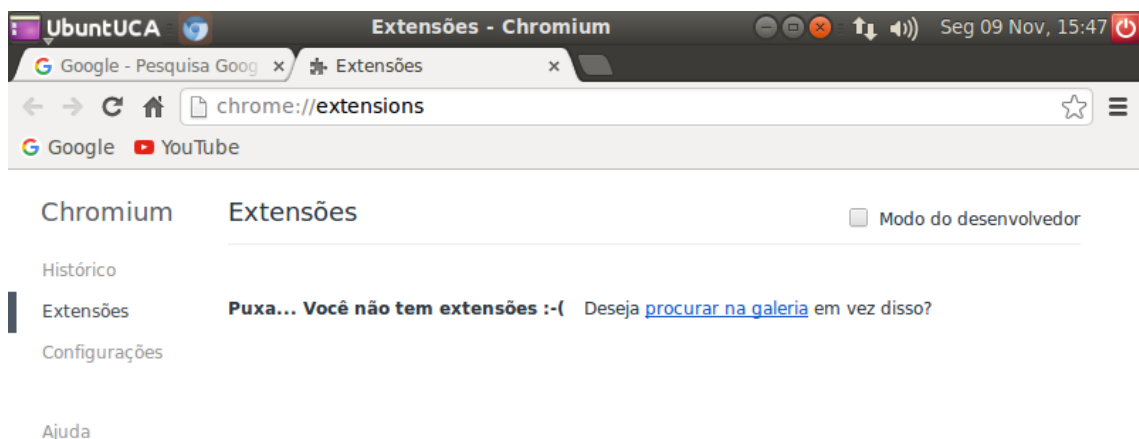 UbuntUCA Extensões - Chromium Seg 09 Nov, 15:47
Google - Pesquisa Goog Extensões
chrome://extensions
Google YouTube
Chromium Extensões Modo do desenvolvedor
Histórico
Extensões Puxa... Você não tem extensões :-( Deseja procurar na galeria em vez disso?
Configurações
Ajuda